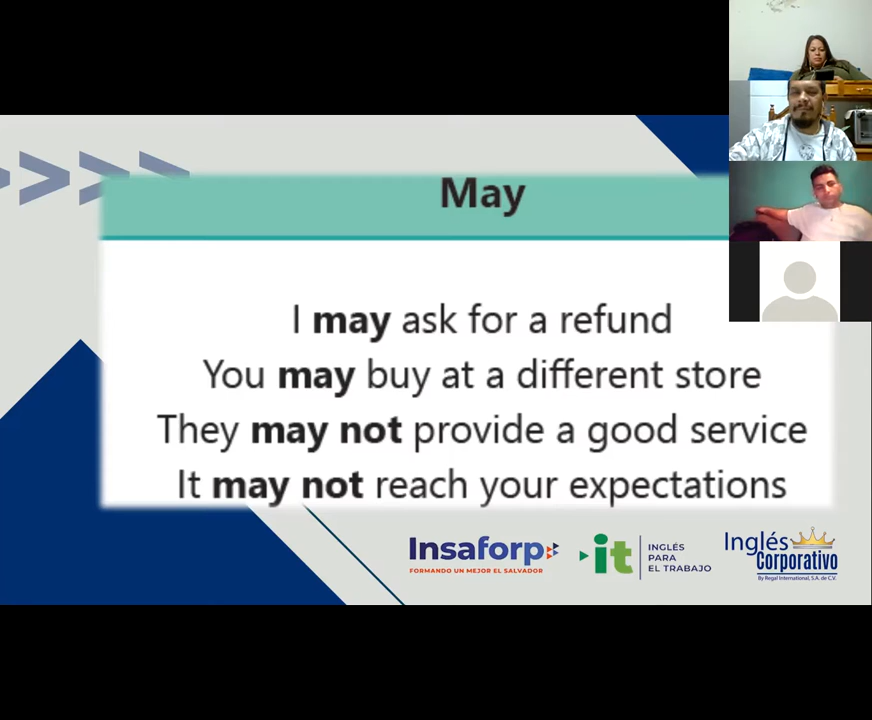 May
I may ask for a refund
You may buy at a different store
They may not provide a good service
It may not reach your expectations
Insaforp
FORMANDO UN MEJOR EL SALVADOR
it
INGLÉS
PARA
EL TRABAJO
Inglés
Corporativo
By Regal International, S.A. de C.V.